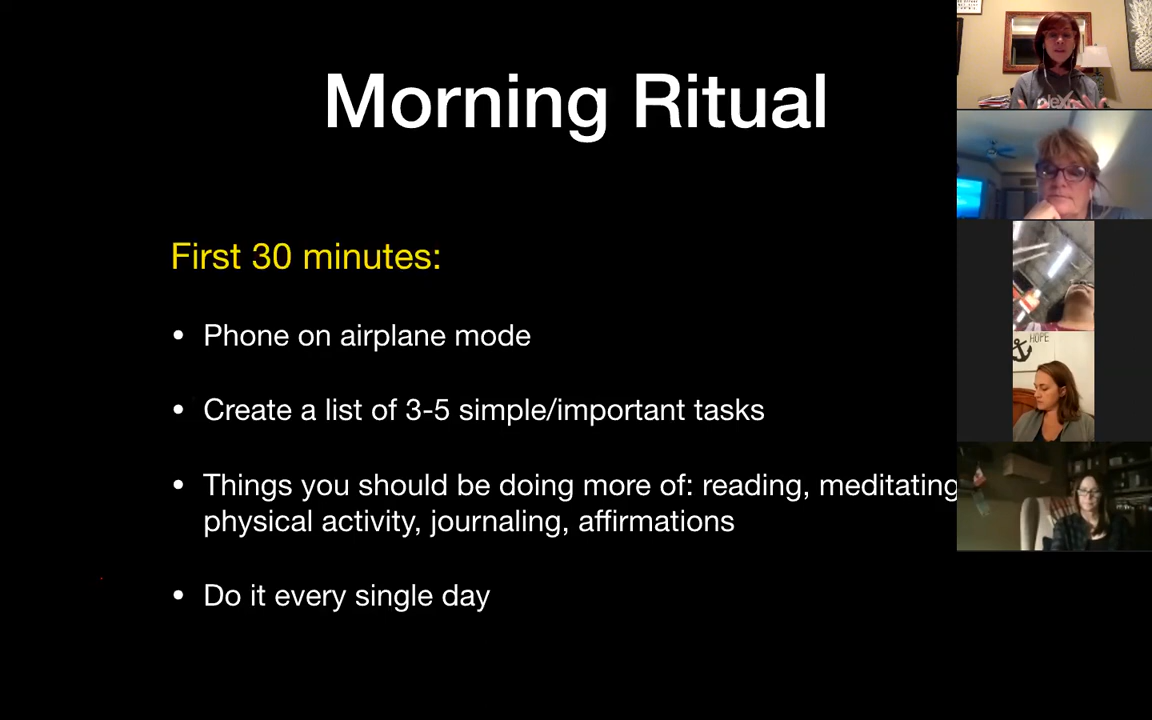 Morning Ritual
First 30 minutes:
• Phone on airplane mode
• Create a list of 3-5 simple/important tasks
• Things you should be doing more of: reading, meditating
physical activity, journaling, affirmations
• Do it every single day
HOPE